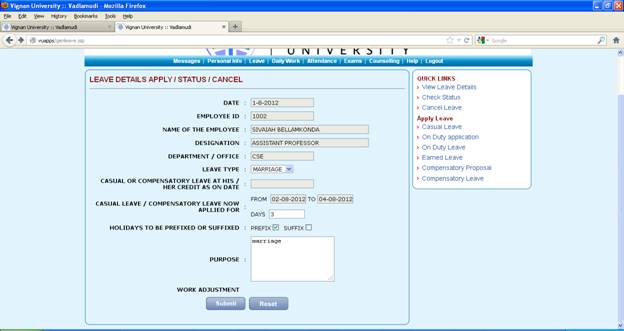 Vignan University :: Vadlamudi - Mozilla Firefox
File Edit View History Bookmarks Tools Help
Vignan University :: Vadlamudi × Vignan University :: Vadlamudi × +
vuapps/genleave.jsp Google
UNIVERSITY
Messages | Personal Info | Leave | Daily Work | Attendance | Exams | Counselling | Help | Logout
LEAVE DETAILS APPLY / STATUS / CANCEL
DATE : 1-8-2012
EMPLOYEE ID : 1002
NAME OF THE EMPLOYEE : SIVAIAH BELLAMKONDA
DESIGNATION : ASSISTANT PROFESSOR
DEPARTMENT / OFFICE : CSE
LEAVE TYPE : MARRIAGE
CASUAL OR COMPENSATORY LEAVE AT HIS /
HER CREDIT AS ON DATE :
CASUAL LEAVE / COMPENSATORY LEAVE NOW
APLLIED FOR :
FROM 02-08-2012 TO 04-08-2012
DAYS 3
HOLIDAYS TO BE PREFIXED OR SUFFIXED : PREFIX SUFFIX
PURPOSE : marriage
WORK ADJUSTMENT
Submit Reset
QUICK LINKS
View Leave Details
Check Status
Cancel Leave
Apply Leave
Casual Leave
On Duty application
On Duty Leave
Earned Leave
Compensatory Proposal
Compensatory Leave